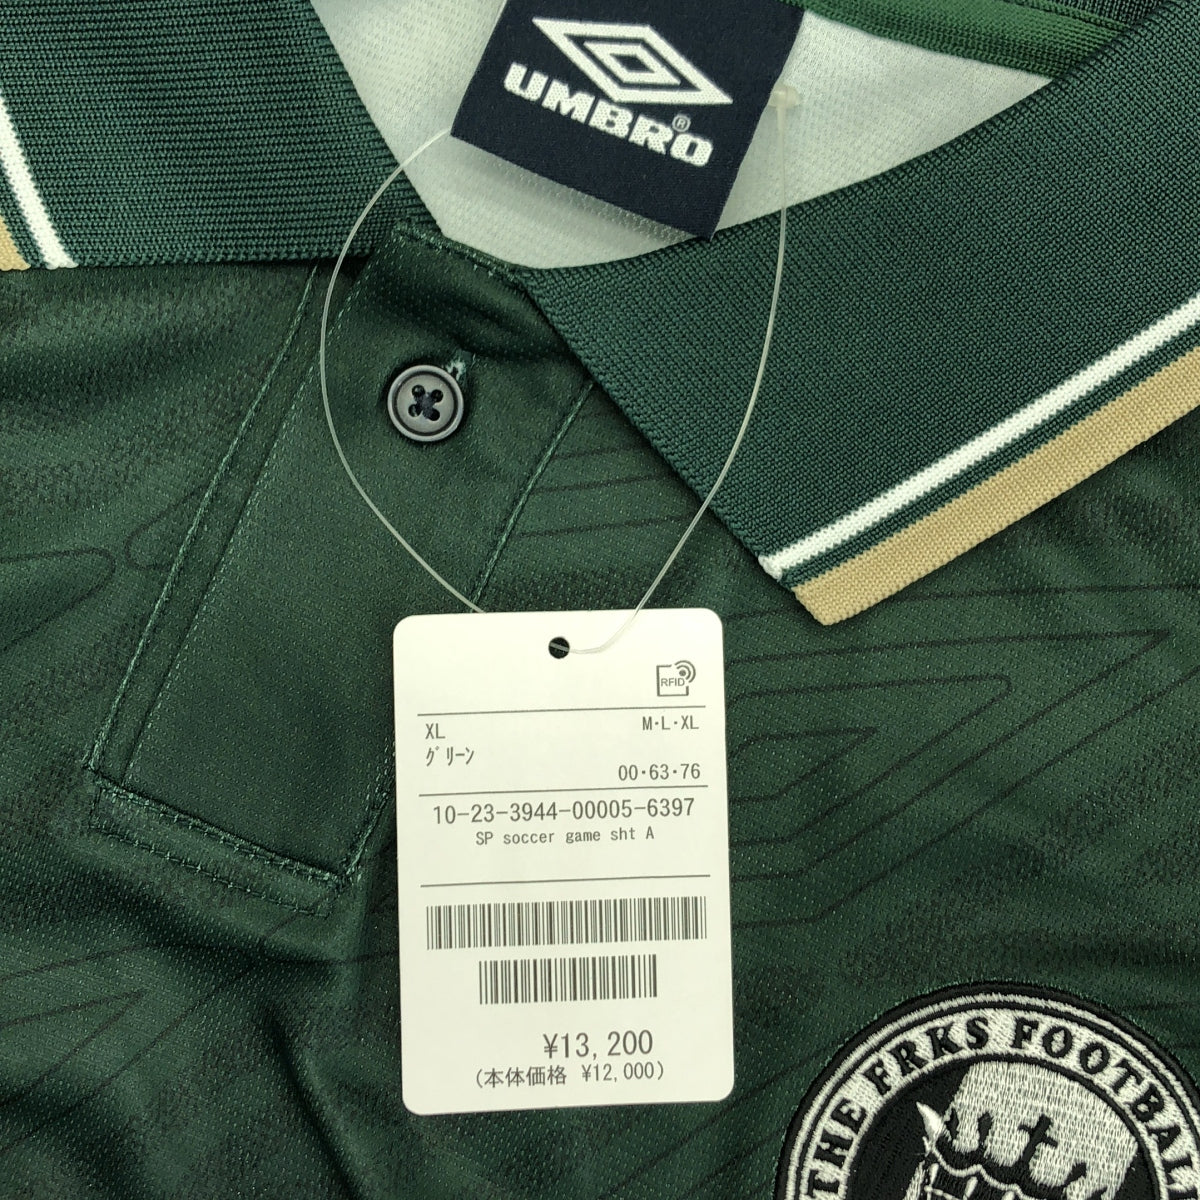 UMBRO®
RFID
XL
M・L・XL
グリーン
00・63・76
10-23-3944-00005-6397
SP soccer game sht A
¥13,200
(本体価格 ¥12,000)
THE FRKS FOOTBALL